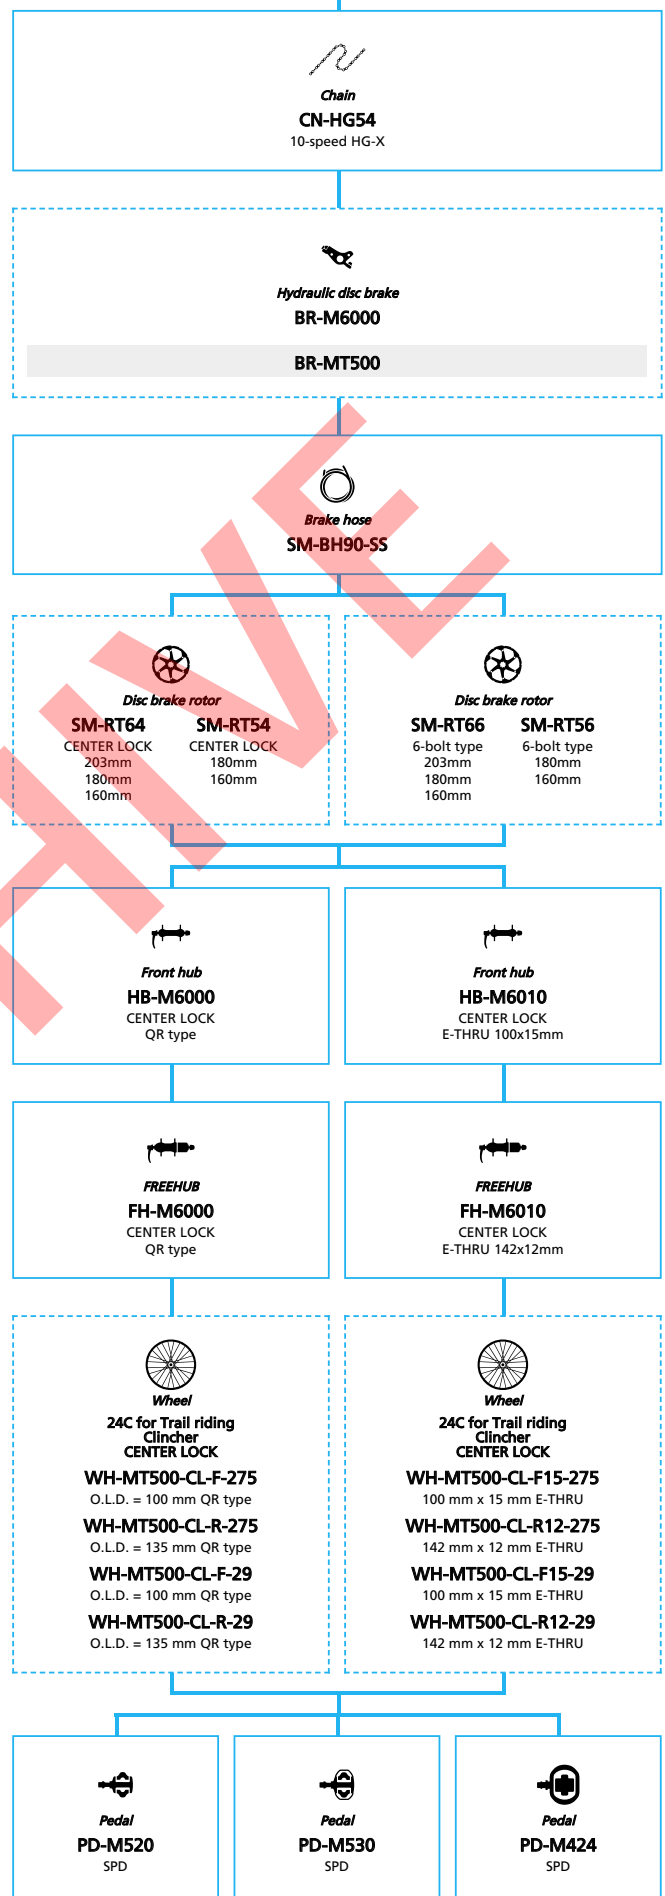 Chain
CN-HG54
10-speed HG-X
Hydraulic disc brake
BR-M6000
BR-MT500
Brake hose
SM-BH90-SS
Disc brake rotor
SM-RT64
CENTER LOCK
203mm
180mm
160mm
SM-RT54
CENTER LOCK
180mm
160mm
Disc brake rotor
SM-RT66
6-bolt type
203mm
180mm
160mm
SM-RT56
6-bolt type
180mm
160mm
Front hub
HB-M6000
CENTER LOCK
QR type
Front hub
HB-M6010
CENTER LOCK
E-THRU 100x15mm
FREEHUB
FH-M6000
CENTER LOCK
QR type
FREEHUB
FH-M6010
CENTER LOCK
E-THRU 142x12mm
Wheel
24C for Trail riding
Clincher
CENTER LOCK
WH-MT500-CL-F-275
O.L.D. = 100 mm QR type
WH-MT500-CL-R-275
O.L.D. = 135 mm QR type
WH-MT500-CL-F-29
O.L.D. = 100 mm QR type
WH-MT500-CL-R-29
O.L.D. = 135 mm QR type
Wheel
24C for Trail riding
Clincher
CENTER LOCK
WH-MT500-CL-F15-275
100 mm x 15 mm E-THRU
WH-MT500-CL-R12-275
142 mm x 12 mm E-THRU
WH-MT500-CL-F15-29
100 mm x 15 mm E-THRU
WH-MT500-CL-R12-29
142 mm x 12 mm E-THRU
Pedal
PD-M520
SPD
Pedal
PD-M530
SPD
Pedal
PD-M424
SPD
HIVE